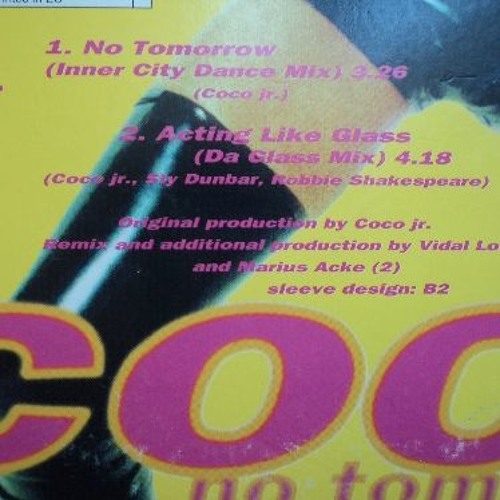 1. No Tomorrow
(Inner City Dance Mix) 3.26
(Coco jr.)
2. Acting Like Glass
(Da Glass Mix) 4.18
(Coco jr., Sly Dunbar, Robbie Shakespeare)
Original production by Coco jr.
Remix and additional production by Vidal Lo
and Marius Acke (2)
sleeve design: B2
COC
no tom